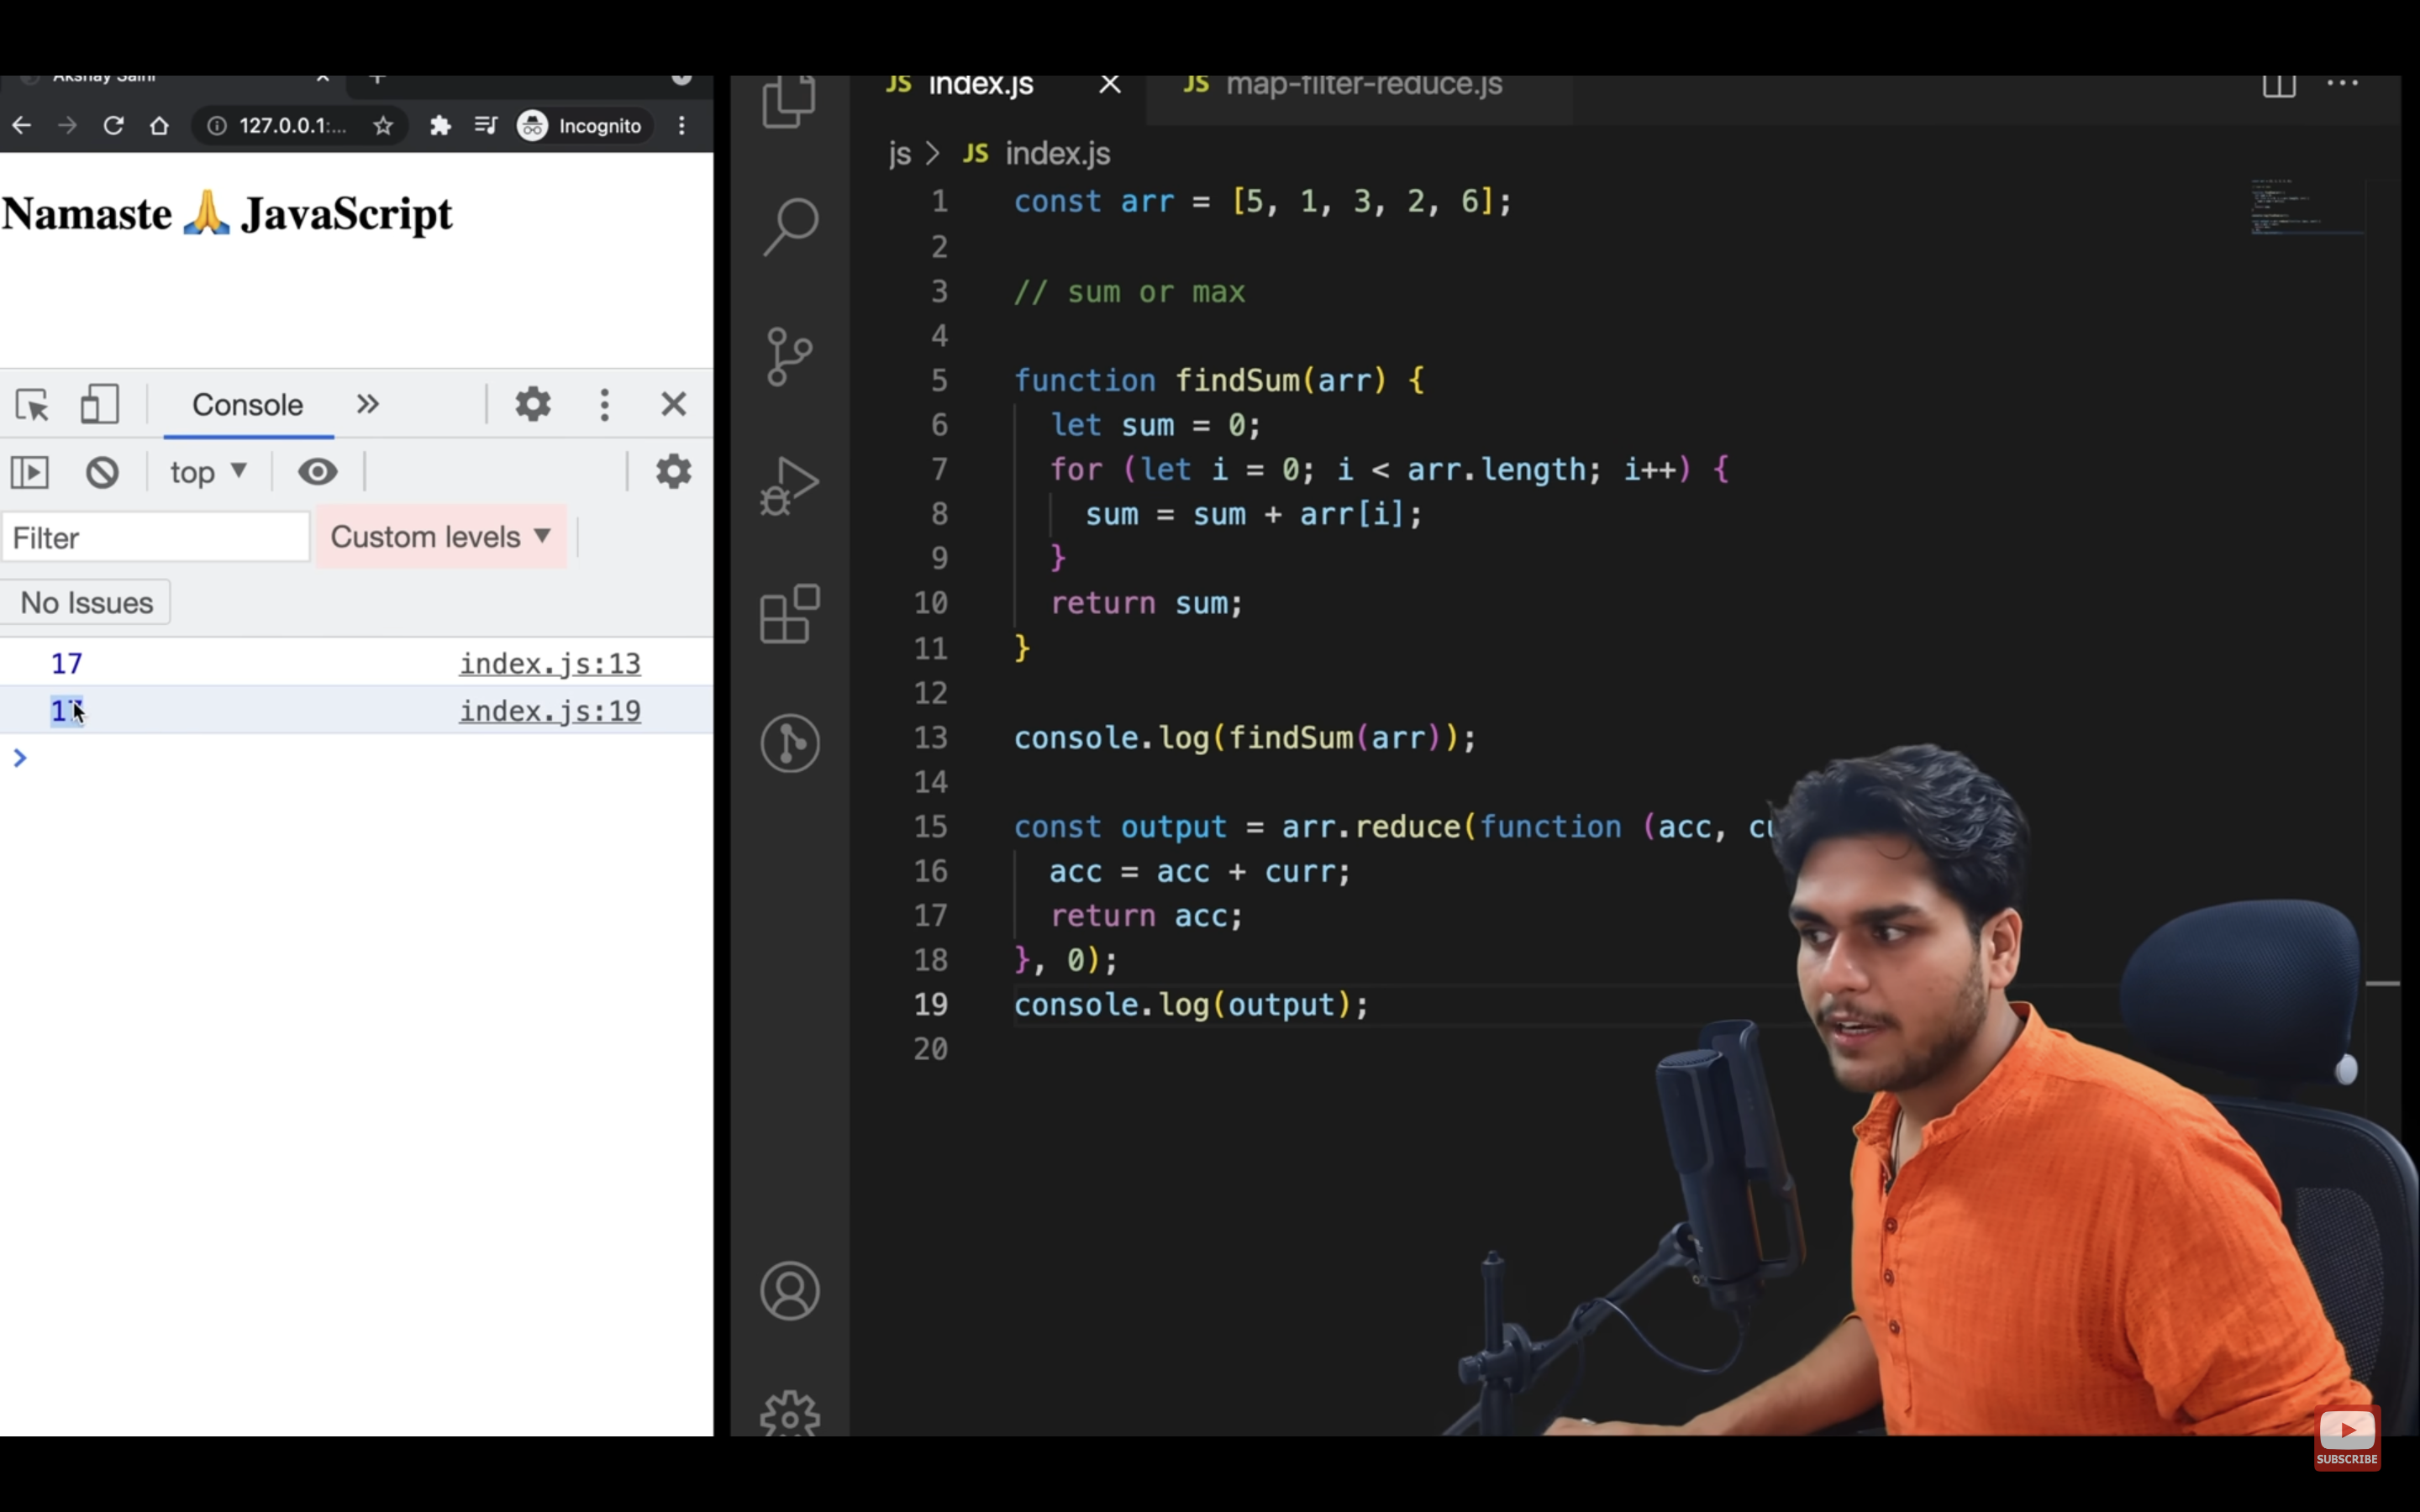 Akshay Saini
127.0.0.1:...
Incognito
Namaste 🙏 JavaScript
Console
top
Filter
Custom levels
No Issues
17 index.js:13
17 index.js:19
JS index.js
JS map-filter-reduce.js
js > JS index.js
1 const arr = [5, 1, 3, 2, 6];
2
3 // sum or max
4
5 function findSum(arr) {
6 let sum = 0;
7 for (let i = 0; i < arr.length; i++) {
8 sum = sum + arr[i];
9 }
10 return sum;
11 }
12
13 console.log(findSum(arr));
14
15 const output = arr.reduce(function (acc, cu
16 acc = acc + curr;
17 return acc;
18 }, 0);
19 console.log(output);
20
SUBSCRIBE